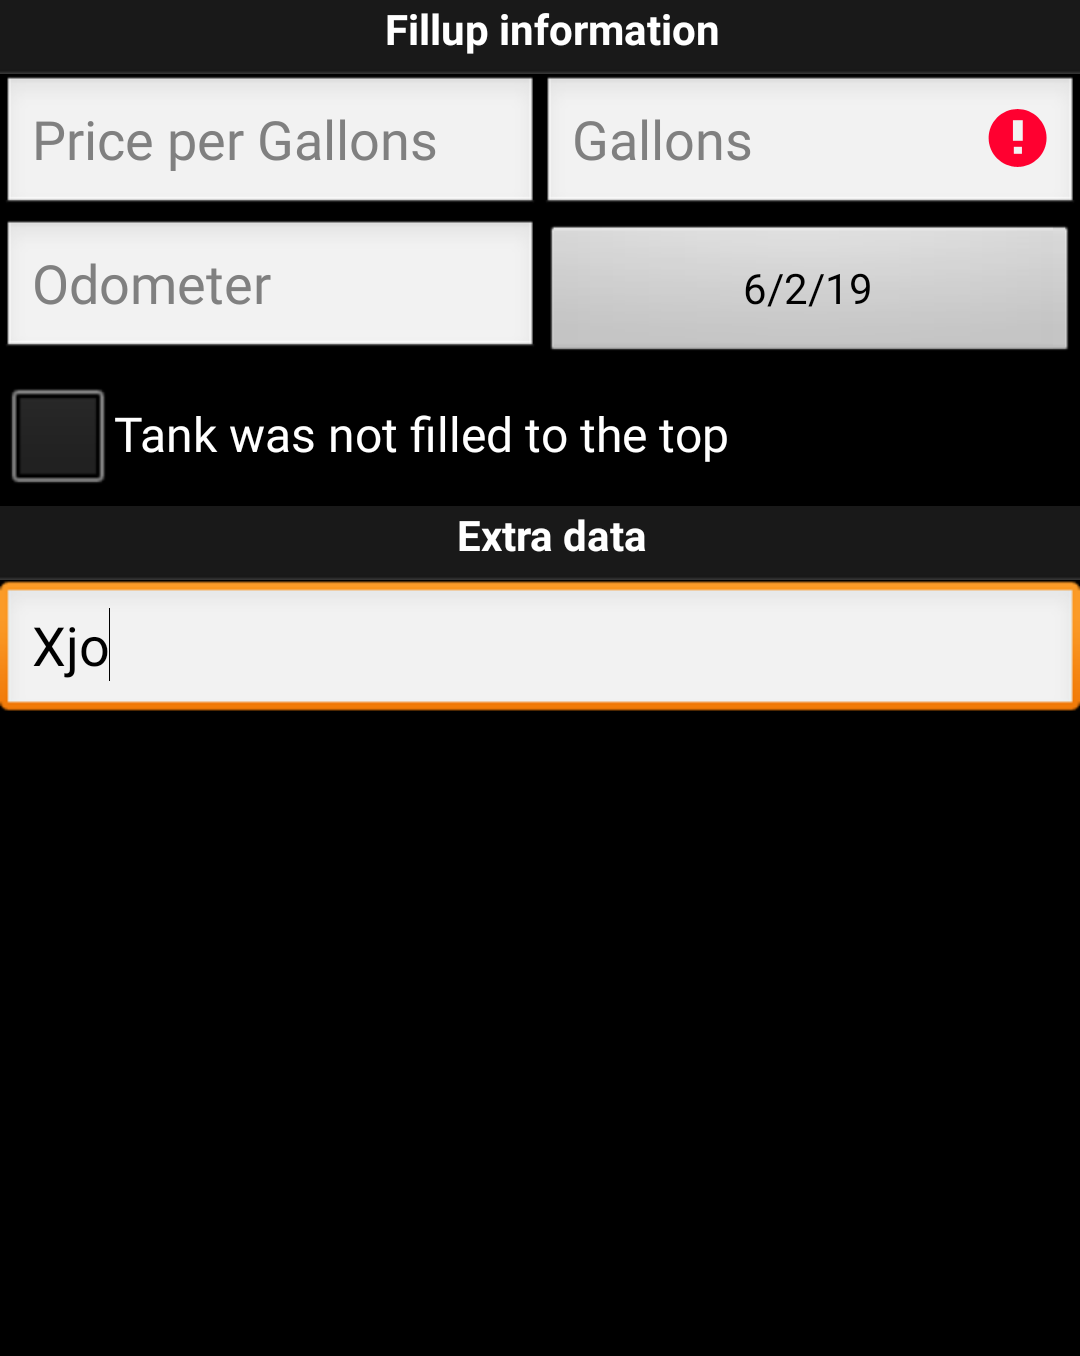 Fillup information
Price per Gallons
Gallons
Odometer
6/2/19
Tank was not filled to the top
Extra data
Xjo